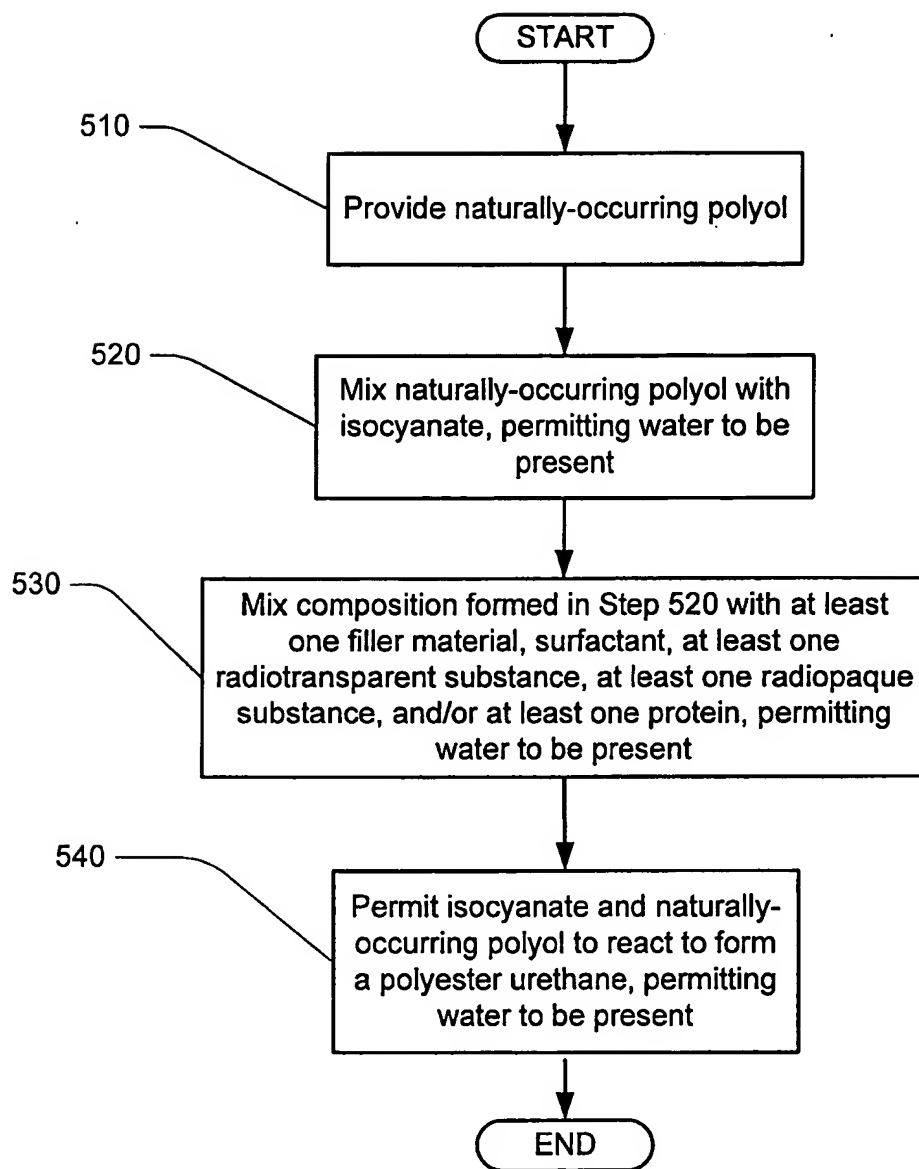 START
510
Provide naturally-occurring polyol
520
Mix naturally-occurring polyol with
isocyanate, permitting water to be
present
530
Mix composition formed in Step 520 with at least
one filler material, surfactant, at least one
radiotransparent substance, at least one radiopaque
substance, and/or at least one protein, permitting
water to be present
540
Permit isocyanate and naturally-
occurring polyol to react to form
a polyester urethane, permitting
water to be present
END